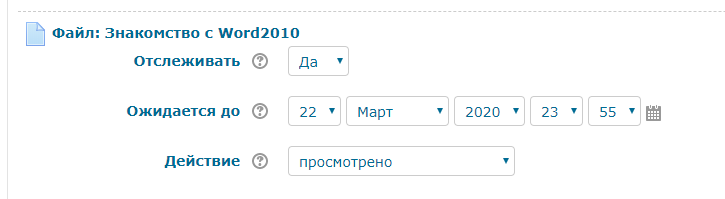 Файл: Знакомство с Word2010
Отслеживать Да
Ожидается до 22 Март 2020 23 55
Действие просмотрено